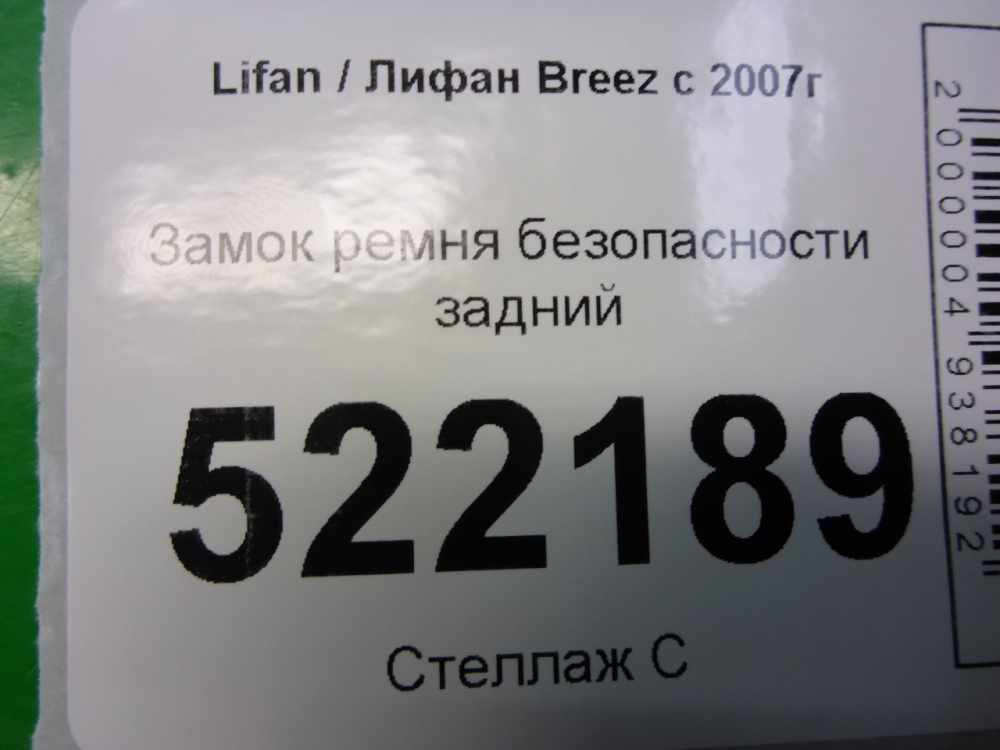 Lifan / Лифан Breez с 2007г
Замок ремня безопасности
задний
522189
Стеллаж С
2000004938192